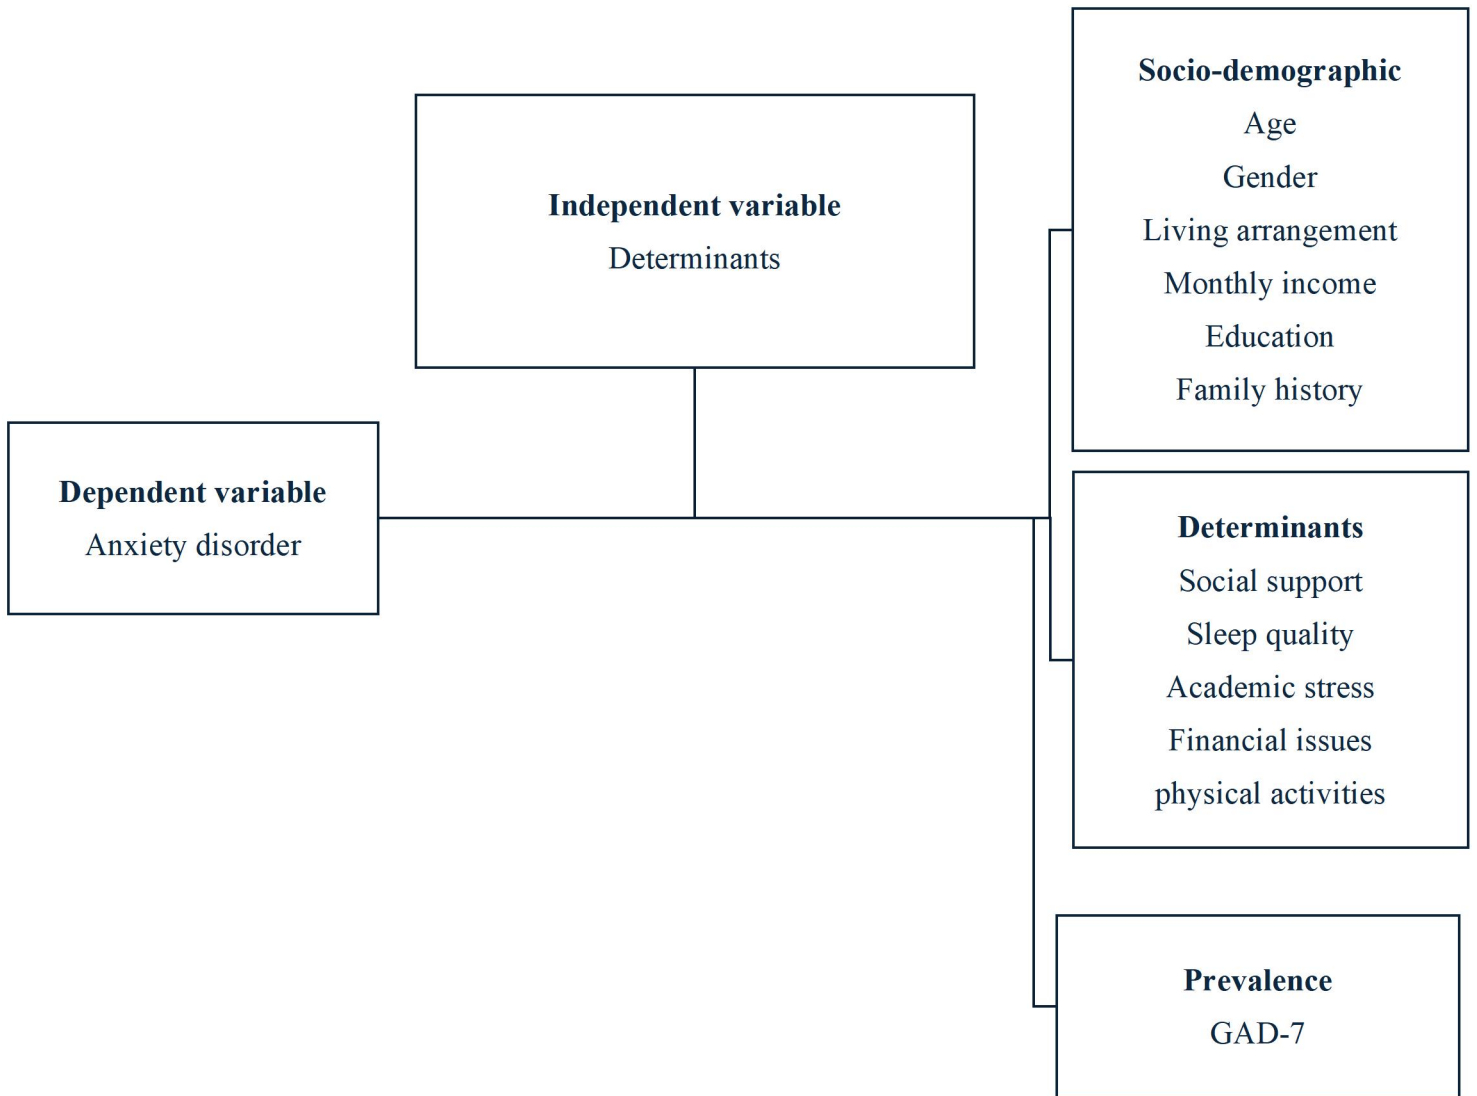 Independent variable
Determinants
Dependent variable
Anxiety disorder
Socio-demographic
Age
Gender
Living arrangement
Monthly income
Education
Family history
Determinants
Social support
Sleep quality
Academic stress
Financial issues
physical activities
Prevalence
GAD-7